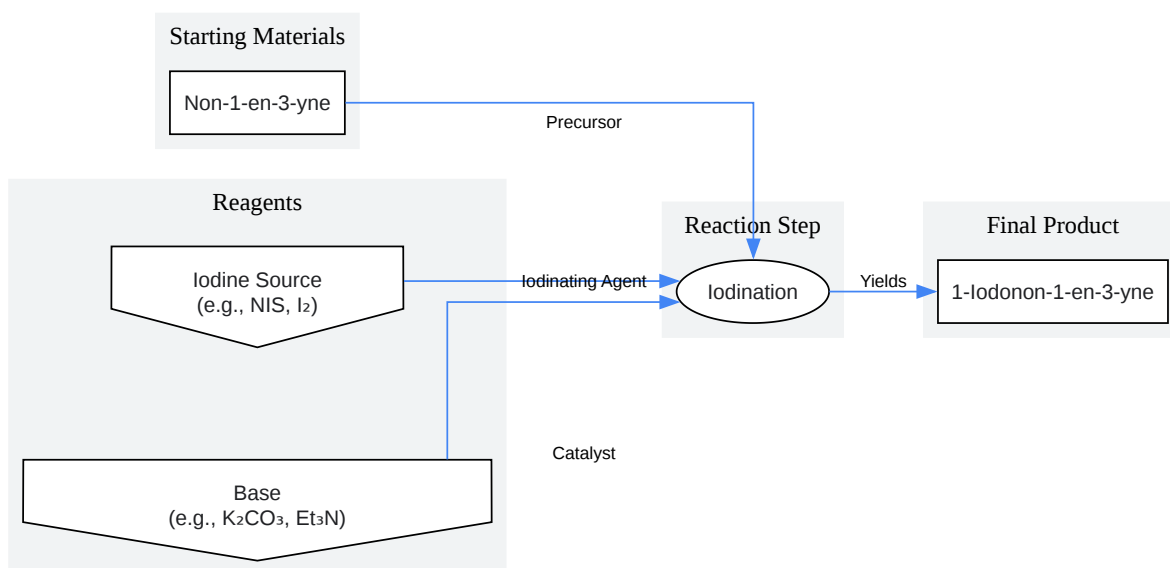 Starting Materials
Non-1-en-3-yne
Precursor
Reagents
Iodine Source
(e.g., NIS, I₂)
Iodinating Agent
Base
(e.g., K₂CO₃, Et₃N)
Catalyst
Reaction Step
Iodination
Yields
Final Product
1-Iodonon-1-en-3-yne